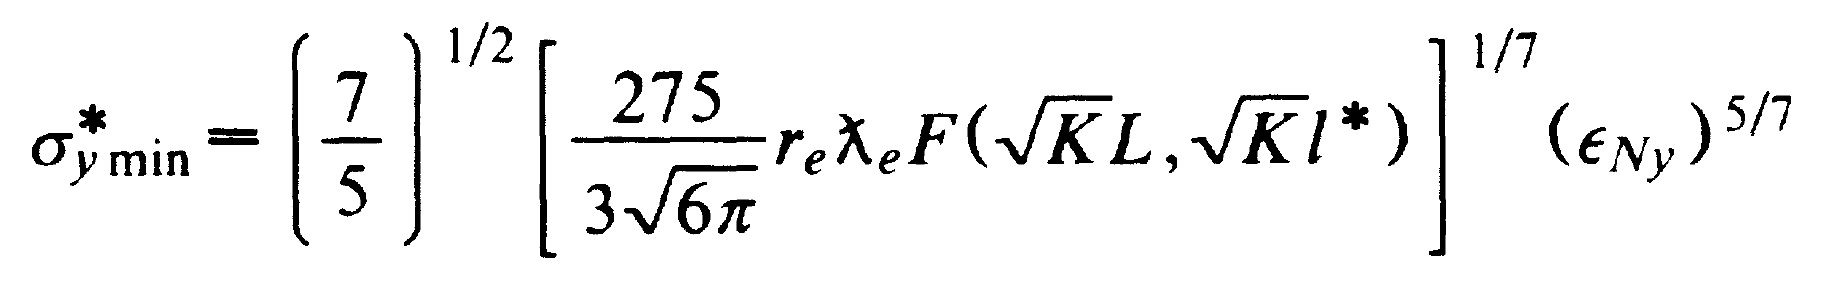 σ*_{y min} = (7/5)^{1/2} [275/(3√(6π)) r_e ƛ_e F(√K L, √K l*)]^{1/7} (ϵ_{Ny})^{5/7}